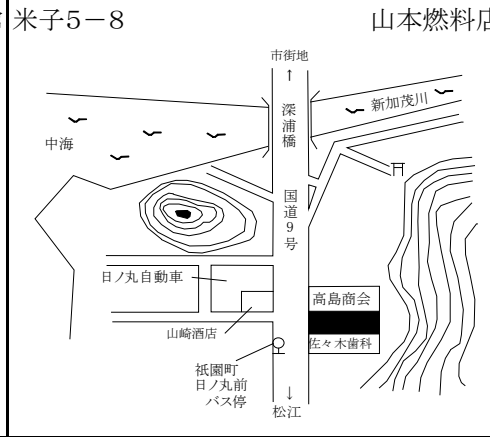 米子5－8
山本燃料店
市街地
↑
深浦橋
新加茂川
中海
国道9号
日ノ丸自動車
高島商会
山崎酒店
佐々木歯科
祇園町
日ノ丸前
バス停
↓
松江